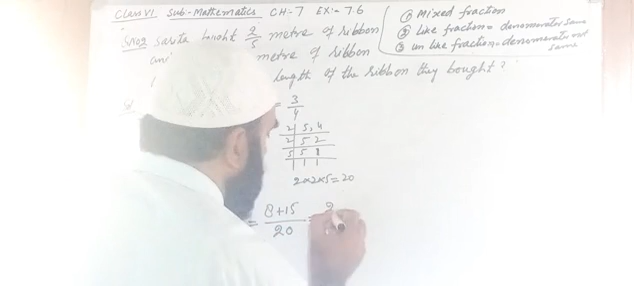 Class VI. Sub:- Mathematics CH-7 EX:- 7.6
S.No2 Sarita bought 2/5 metre of ribbon
metre of ribbon
length of the ribbon they bought?
① Mixed fraction
② Like fraction = denominator same
③ un like fraction = denominator not same
= 3/4
2 | 5, 4
2 | 5 2
5 | 5 1
1 1
2×2×5=20
= 8+15/20 = 2